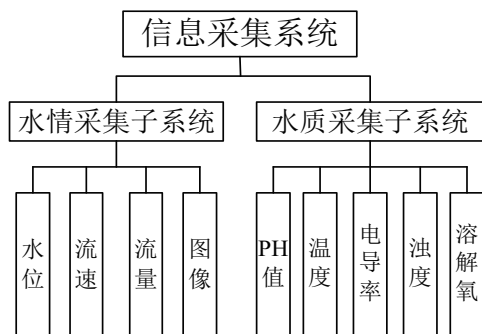 信息采集系统
水情采集子系统
水质采集子系统
水位
流速
流量
图像
PH值
温度
电导率
浊度
溶解氧